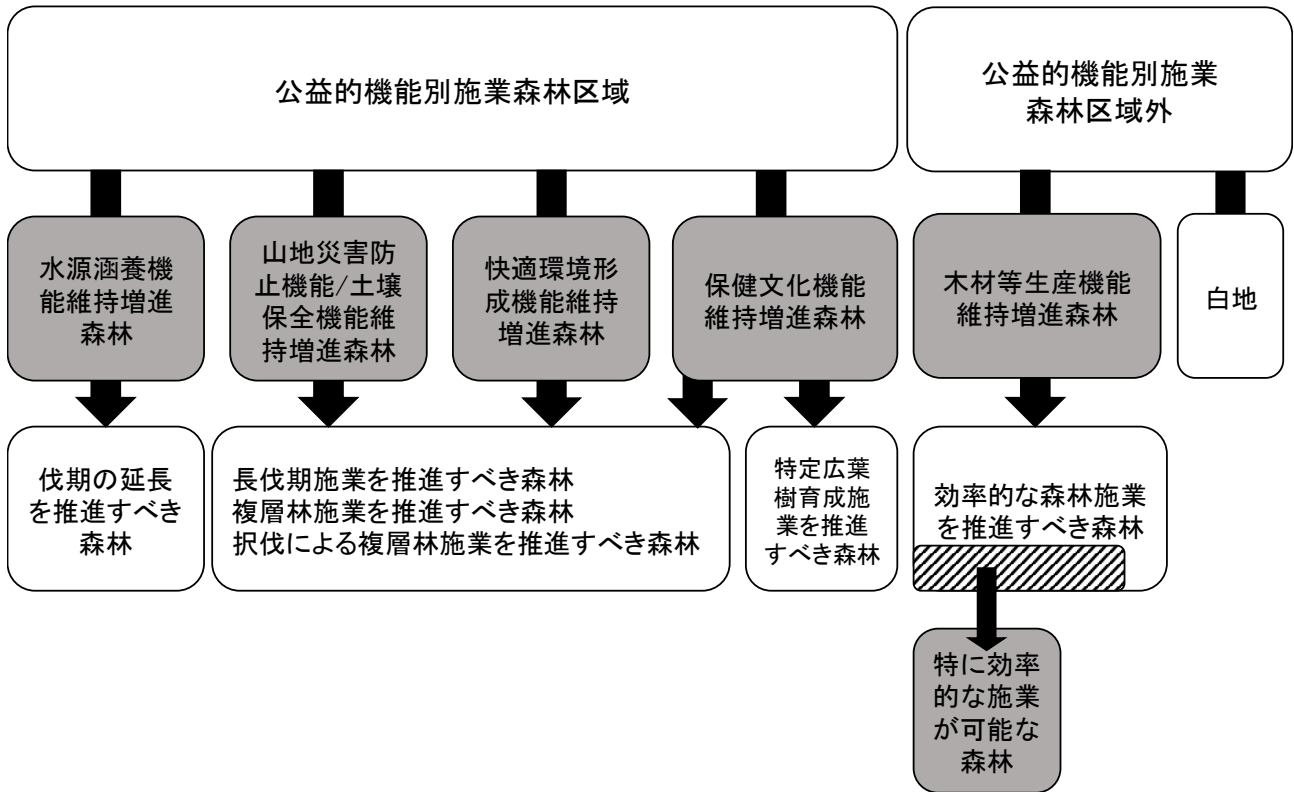 公益的機能別施業森林区域
公益的機能別施業
森林区域外
水源涵養機
能維持増進
森林
山地災害防
止機能/土壌
保全機能維
持増進森林
快適環境形
成機能維持
増進森林
保健文化機能
維持増進森林
木材等生産機能
維持増進森林
白地
伐期の延長
を推進すべき
森林
長伐期施業を推進すべき森林
複層林施業を推進すべき森林
択伐による複層林施業を推進すべき森林
特定広葉
樹育成施
業を推進
すべき森林
効率的な森林施業
を推進すべき森林
特に効率
的な施業
が可能な
森林